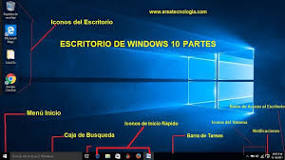 www.areatecnologia.com
Iconos del Escritorio
ESCRITORIO DE WINDOWS 10 PARTES
Menú Inicio
Iconos de Inicio Rápido
Barra de Acceso al Escritorio
Iconos del Sistema
Caja de Busqueda
Barra de Tareas
Notificaciones